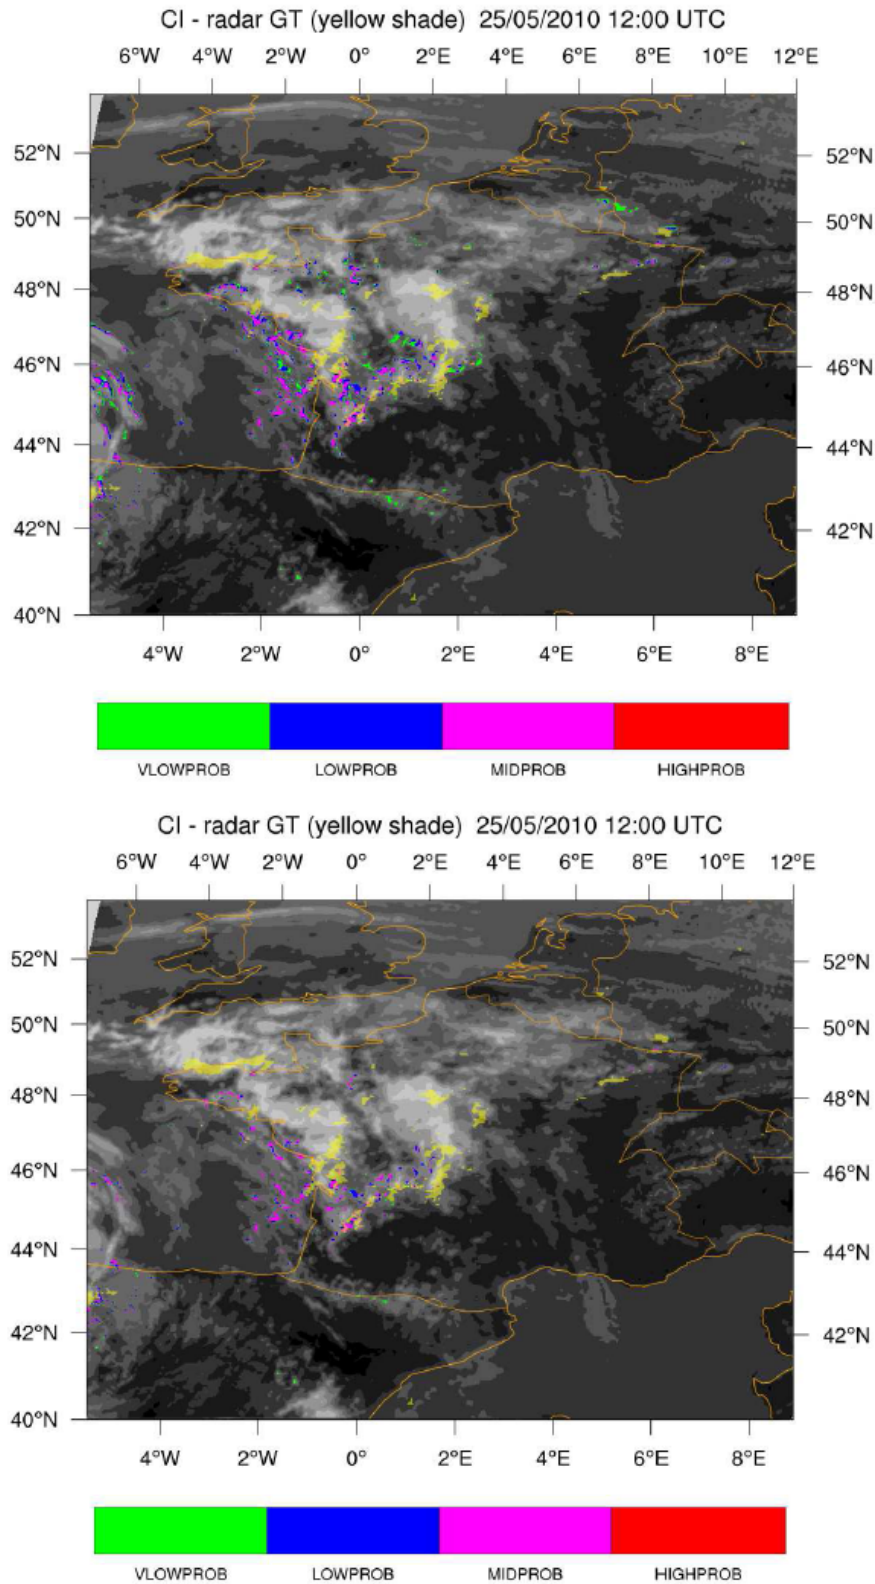 CI - radar GT (yellow shade) 25/05/2010 12:00 UTC
6°W 4°W 2°W 0° 2°E 4°E 6°E 8°E 10°E 12°E
52°N 52°N
50°N 50°N
48°N 48°N
46°N 46°N
44°N 44°N
42°N 42°N
40°N
4°W 2°W 0° 2°E 4°E 6°E 8°E
VLOWPROB LOWPROB MIDPROB HIGHPROB
CI - radar GT (yellow shade) 25/05/2010 12:00 UTC
6°W 4°W 2°W 0° 2°E 4°E 6°E 8°E 10°E 12°E
52°N 52°N
50°N 50°N
48°N 48°N
46°N 46°N
44°N 44°N
42°N 42°N
40°N
4°W 2°W 0° 2°E 4°E 6°E 8°E
VLOWPROB LOWPROB MIDPROB HIGHPROB